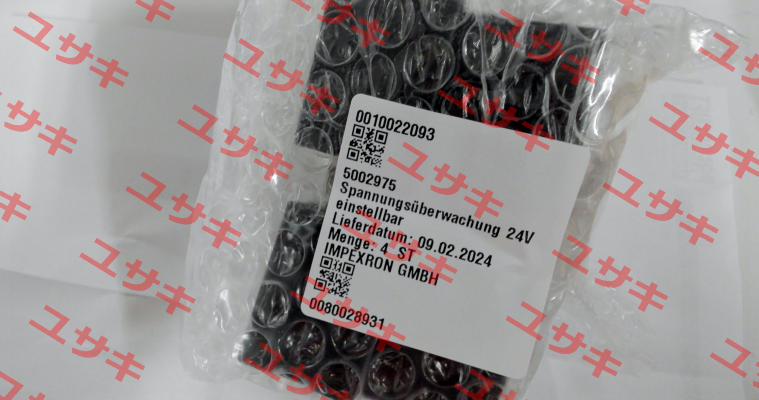 0010022093
5002975
Spannungsüberwachung 24V
einstellbar
Lieferdatum: 09.02.2024
Menge: 4 ST
IMPEXRON GMBH
0080028931
ユサキ